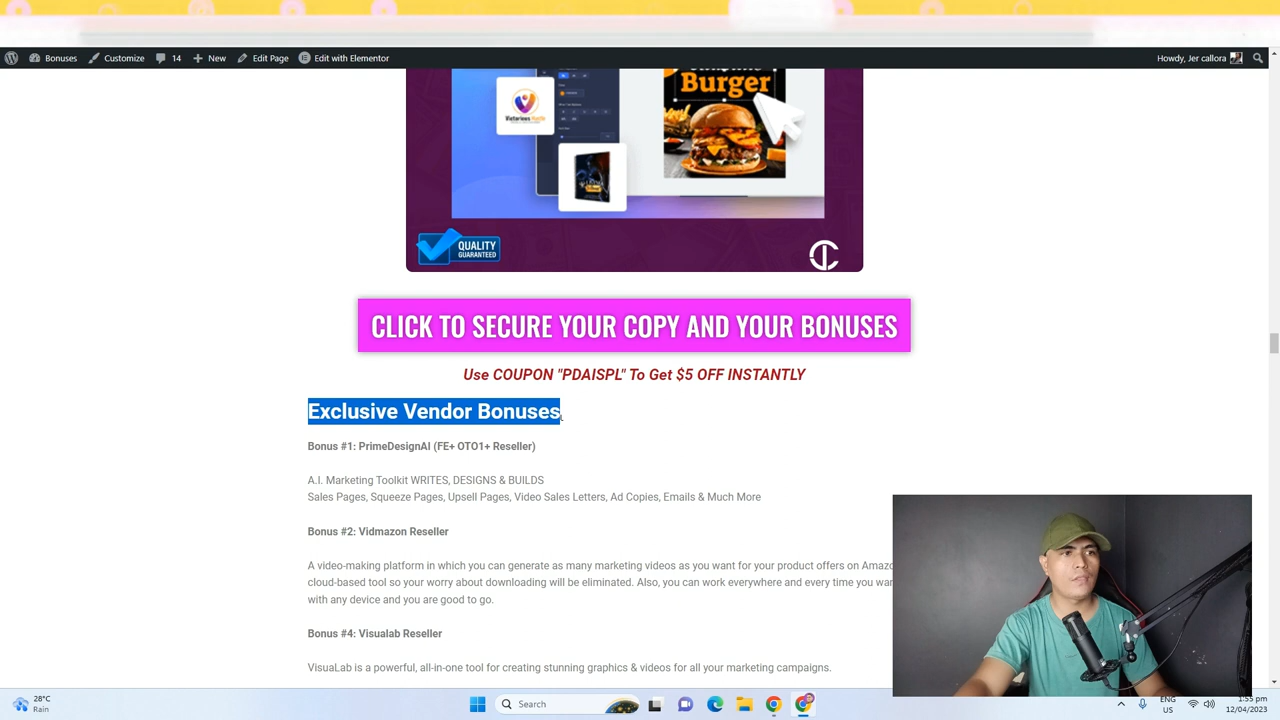 Bonuses
Customize
14
New
Edit Page
Edit with Elementor
Howdy, Jer callora
Burger
QUALITY
GUARANTEED
CLICK TO SECURE YOUR COPY AND YOUR BONUSES
Use COUPON "PDAISPL" To Get $5 OFF INSTANTLY
Exclusive Vendor Bonuses
Bonus #1: PrimeDesignAI (FE+ OTO1+ Reseller)
A.I. Marketing Toolkit WRITES, DESIGNS & BUILDS
Sales Pages, Squeeze Pages, Upsell Pages, Video Sales Letters, Ad Copies, Emails & Much More
Bonus #2: Vidmazon Reseller
A video-making platform in which you can generate as many marketing videos as you want for your product offers on Amazo
cloud-based tool so your worry about downloading will be eliminated. Also, you can work everywhere and every time you wan
with any device and you are good to go.
Bonus #4: Visualab Reseller
VisuaLab is a powerful, all-in-one tool for creating stunning graphics & videos for all your marketing campaigns.
28°C
Rain
Search
ENG
US
1:55 pm
12/04/2023